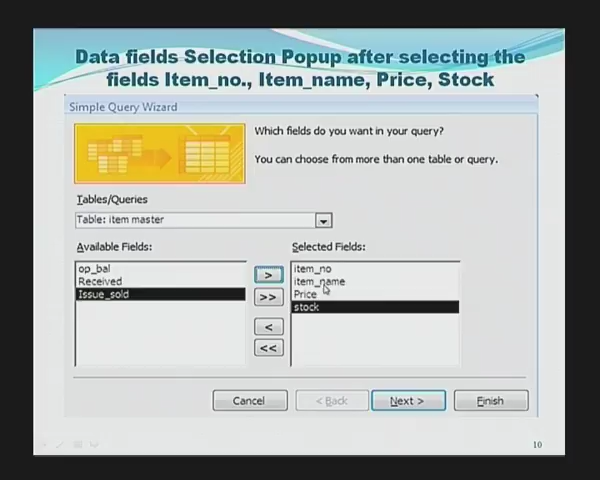 Data fields Selection Popup after selecting the
fields Item_no., Item_name, Price, Stock
Simple Query Wizard
Which fields do you want in your query?
You can choose from more than one table or query.
Tables/Queries
Table: item master
Available Fields:
Selected Fields:
op_bal
Received
Issue_sold
>
>>
<
<<
item_no
item_name
Price
stock
Cancel
< Back
Next >
Finish
10